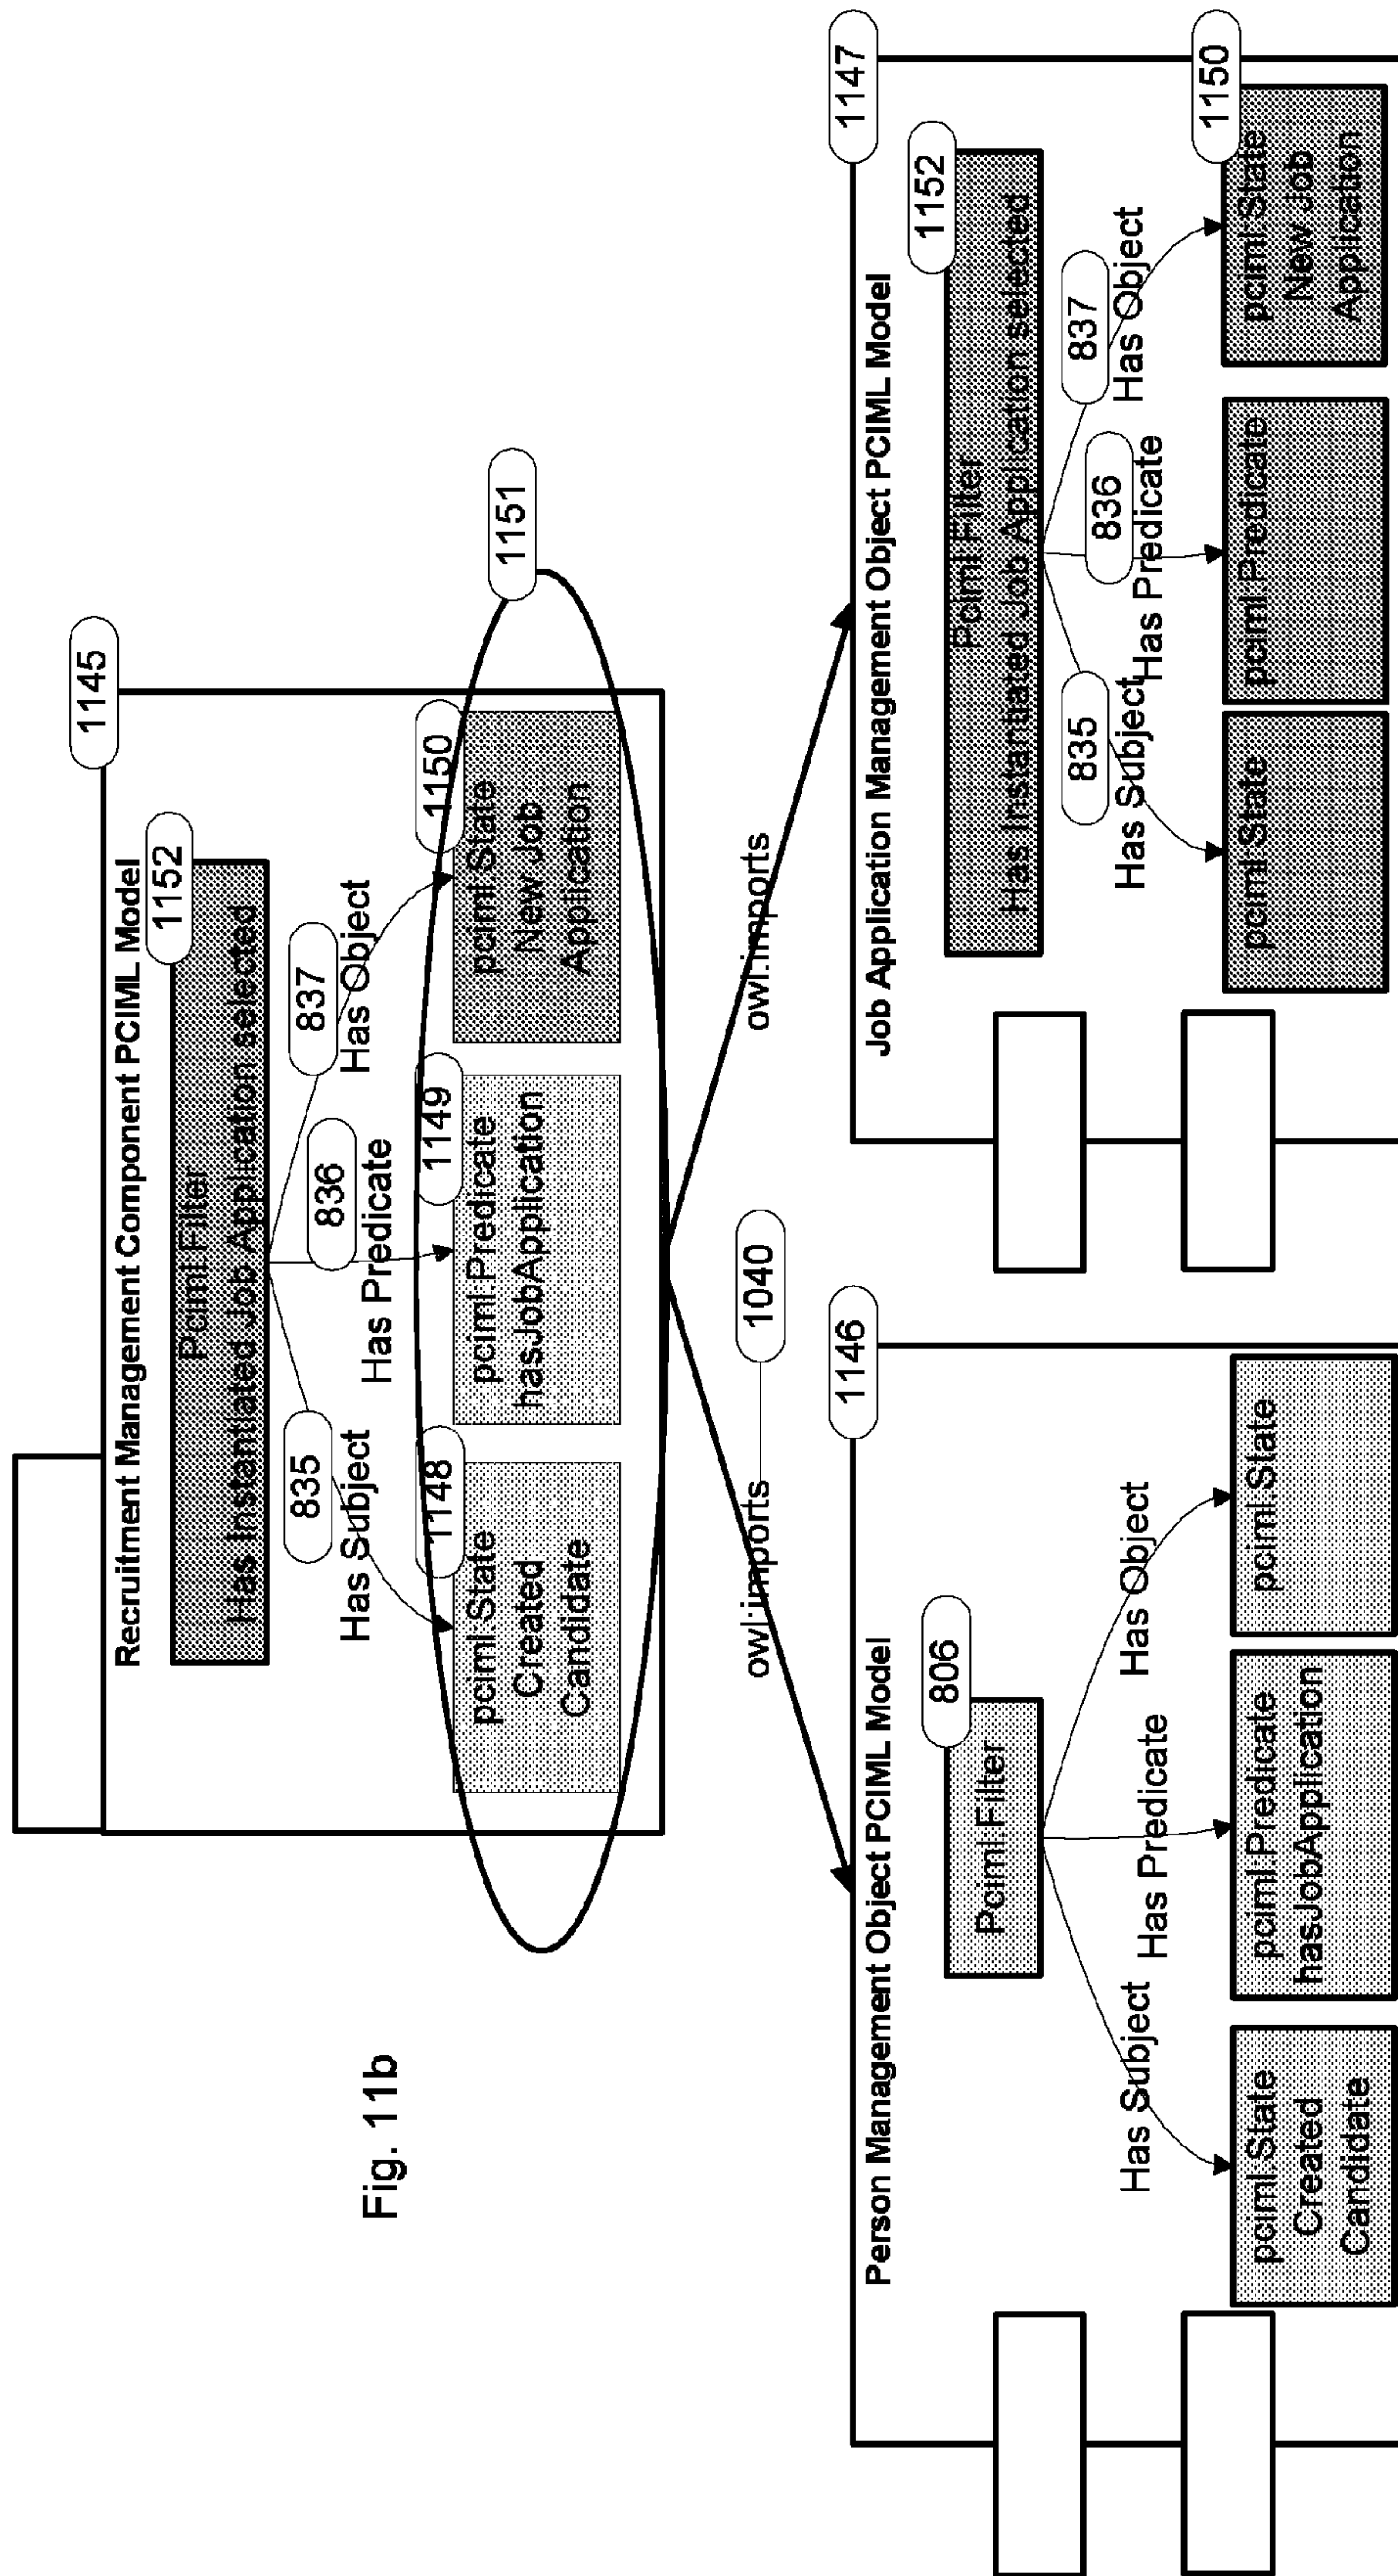 Fig. 11b
1145
Recruitment Management Component PCIML Model
1152
Pciml:Filter
Has Instantiated Job Application selected
835
836
837
Has Subject
Has Predicate
Has Object
1148
1149
1150
pciml:State
Created
Candidate
pciml:Predicate
hasJobApplication
pciml:State
New Job
Application
1151
owl:imports
1040
owl:imports
1146
Person Management Object PCIML Model
806
Pciml:Filter
Has Subject
Has Predicate
Has Object
pciml:State
Created
Candidate
pciml:Predicate
hasJobApplication
pciml:State
1147
Job Application Management Object PCIML Model
1152
Pciml:Filter
Has Instantiated Job Application selected
835
836
837
Has Subject
Has Predicate
Has Object
1150
pciml:State
pciml:Predicate
pciml:State
New Job
Application